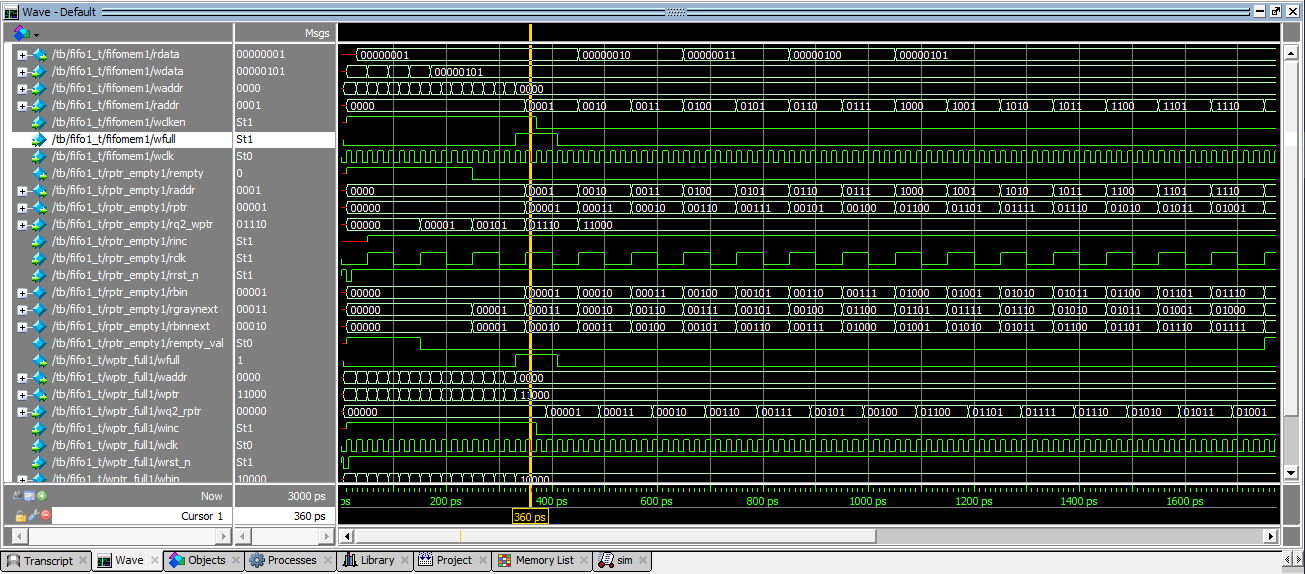 Wave - Default
Msgs
/tb/fifo1_t/fifomem1/rdata 00000001 00000001 00000010 00000011 00000100 00000101
/tb/fifo1_t/fifomem1/wdata 00000101 00000101
/tb/fifo1_t/fifomem1/waddr 0000 0000
/tb/fifo1_t/fifomem1/raddr 0001 0000 0001 0010 0011 0100 0101 0110 0111 1000 1001 1010 1011 1100 1101 1110
/tb/fifo1_t/fifomem1/wclken St1
/tb/fifo1_t/fifomem1/wfull St1
/tb/fifo1_t/fifomem1/wclk St0
/tb/fifo1_t/rptr_empty1/rempty 0
/tb/fifo1_t/rptr_empty1/raddr 0001 0000 0001 0010 0011 0100 0101 0110 0111 1000 1001 1010 1011 1100 1101 1110
/tb/fifo1_t/rptr_empty1/rptr 00001 00000 00001 00011 00010 00110 00111 00101 00100 01100 01101 01111 01110 01010 01011 01001
/tb/fifo1_t/rptr_empty1/rq2_wptr 01110 00000 00001 00101 01110 11000
/tb/fifo1_t/rptr_empty1/rinc St1
/tb/fifo1_t/rptr_empty1/rclk St1
/tb/fifo1_t/rptr_empty1/rrst_n St1
/tb/fifo1_t/rptr_empty1/rbin 00001 00000 00001 00010 00011 00100 00101 00110 00111 01000 01001 01010 01011 01100 01101 01110
/tb/fifo1_t/rptr_empty1/rgraynext 00011 00000 00001 00011 00010 00110 00111 00101 00100 01100 01101 01111 01110 01010 01011 01001 01000
/tb/fifo1_t/rptr_empty1/rbinnext 00010 00000 00001 00010 00011 00100 00101 00110 00111 01000 01001 01010 01011 01100 01101 01110 01111
/tb/fifo1_t/rptr_empty1/rempty_val St0
/tb/fifo1_t/wptr_full1/wfull 1
/tb/fifo1_t/wptr_full1/waddr 0000 0000
/tb/fifo1_t/wptr_full1/wptr 11000 11000
/tb/fifo1_t/wptr_full1/wq2_rptr 00000 00000 00001 00011 00010 00110 00111 00101 00100 01100 01101 01111 01110 01010 01011 01001
/tb/fifo1_t/wptr_full1/winc St1
/tb/fifo1_t/wptr_full1/wclk St0
/tb/fifo1_t/wptr_full1/wrst_n St1
/tb/fifo1_t/wptr_full1/wbin 10000 10000
Now 3000 ps ps 200 ps 400 ps 600 ps 800 ps 1000 ps 1200 ps 1400 ps 1600 ps
Cursor 1 360 ps 360 ps
Transcript Wave Objects Processes Library Project Memory List sim